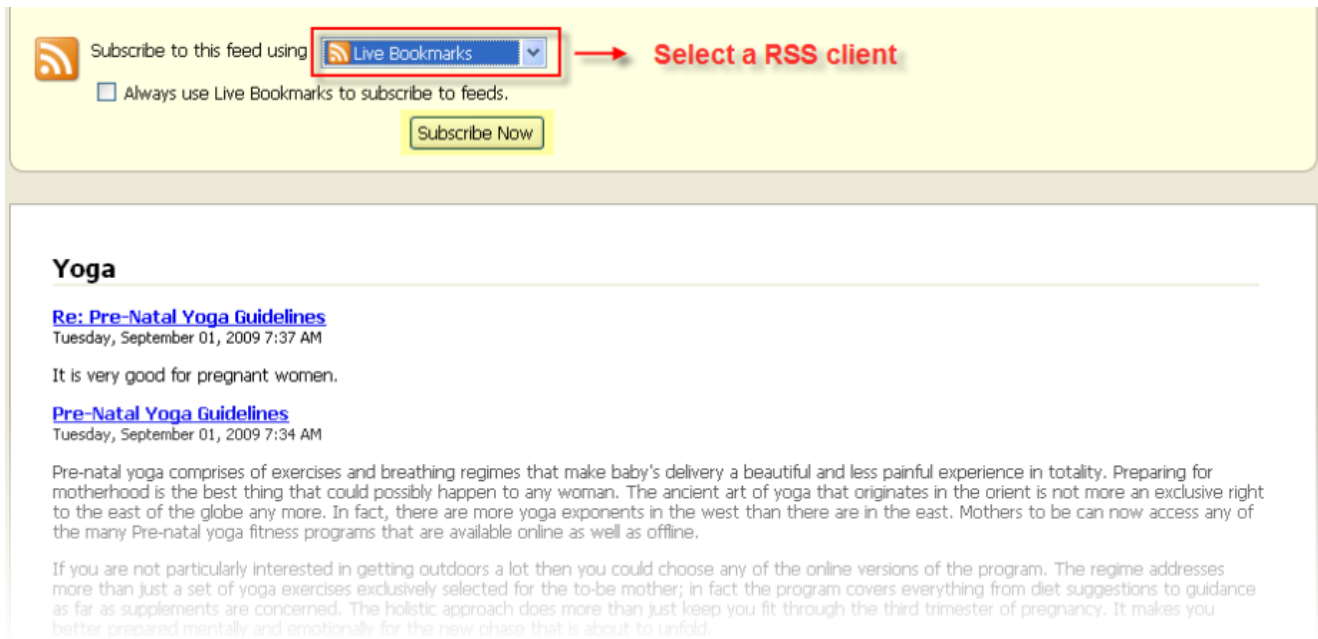 Subscribe to this feed using Live Bookmarks Select a RSS client
Always use Live Bookmarks to subscribe to feeds.
Subscribe Now
Yoga
Re: Pre-Natal Yoga Guidelines
Tuesday, September 01, 2009 7:37 AM
It is very good for pregnant women.
Pre-Natal Yoga Guidelines
Tuesday, September 01, 2009 7:34 AM
Pre-natal yoga comprises of exercises and breathing regimes that make baby's delivery a beautiful and less painful experience in totality. Preparing for
motherhood is the best thing that could possibly happen to any woman. The ancient art of yoga that originates in the orient is not more an exclusive right
to the east of the globe any more. In fact, there are more yoga exponents in the west than there are in the east. Mothers to be can now access any of
the many Pre-natal yoga fitness programs that are available online as well as offline.
If you are not particularly interested in getting outdoors a lot then you could choose any of the online versions of the program. The regime addresses
more than just a set of yoga exercises exclusively selected for the to-be mother; in fact the program covers everything from diet suggestions to guidance
as far as supplements are concerned. The holistic approach does more than just keep you fit through the third trimester of pregnancy. It makes you
better prepared mentally and emotionally for the new phase that is about to unfold.